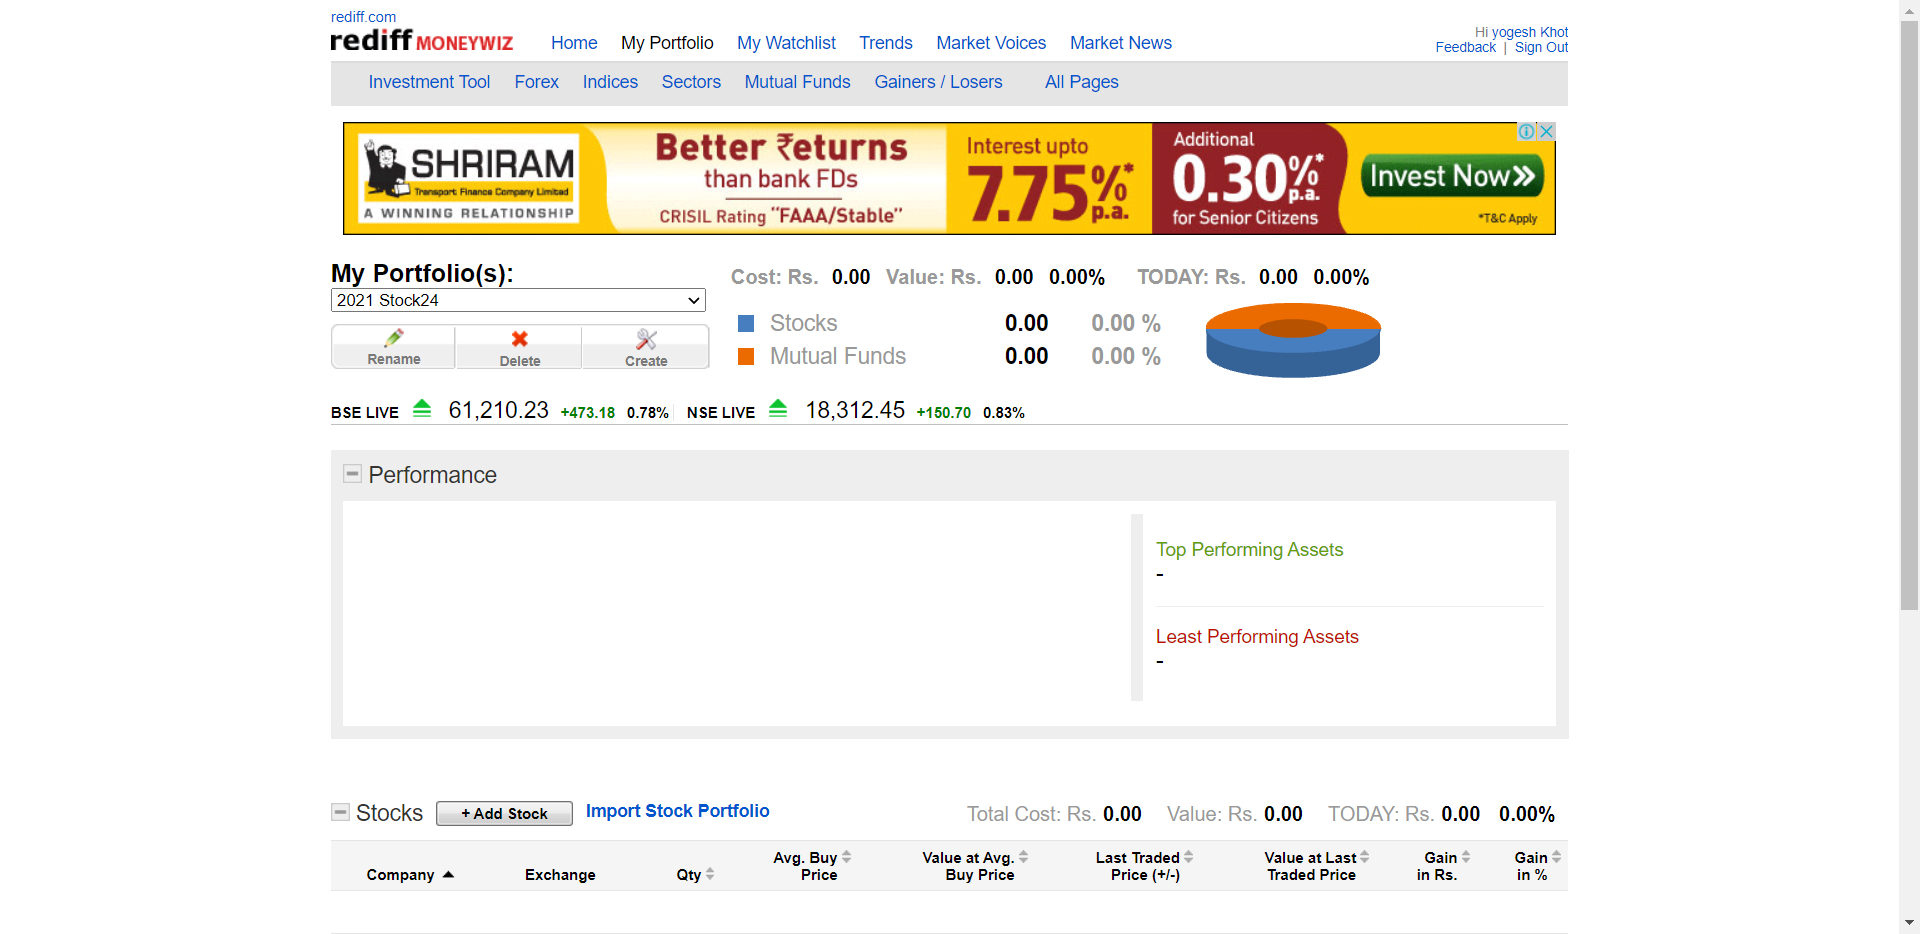 rediff.com
rediff MONEYWIZ Home My Portfolio My Watchlist Trends Market Voices Market News
Hi yogesh Khot
Feedback | Sign Out
Investment Tool Forex Indices Sectors Mutual Funds Gainers / Losers All Pages
SHRIRAM
Transport Finance Company Limited
A WINNING RELATIONSHIP
Better ₹eturns
than bank FDs
CRISIL Rating "FAAA/Stable"
Interest upto
7.75%* p.a.
Additional
0.30%* p.a.
for Senior Citizens
Invest Now
*T&C Apply
My Portfolio(s):
2021 Stock24
Rename Delete Create
Cost: Rs. 0.00 Value: Rs. 0.00 0.00% TODAY: Rs. 0.00 0.00%
Stocks 0.00 0.00 %
Mutual Funds 0.00 0.00 %
BSE LIVE 61,210.23 +473.18 0.78% NSE LIVE 18,312.45 +150.70 0.83%
Performance
Top Performing Assets
-
Least Performing Assets
-
Stocks + Add Stock Import Stock Portfolio Total Cost: Rs. 0.00 Value: Rs. 0.00 TODAY: Rs. 0.00 0.00%
Company Exchange Qty Avg. Buy Price Value at Avg. Buy Price Last Traded Price (+/-) Value at Last Traded Price Gain in Rs. Gain in %